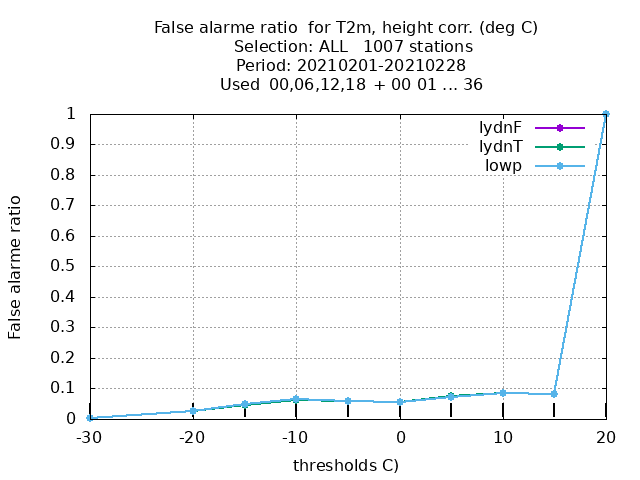 False alarme ratio  for T2m, height corr. (deg C)
Selection: ALL   1007 stations
Period: 20210201-20210228
Used  00,06,12,18  + 00 01 ... 36
1
0.9
0.8
0.7
0.6
0.5
0.4
0.3
0.2
0.1
0
False alarme ratio
lydnF
lydnT
lowp
-30
-20
-10
0
10
20
thresholds C)